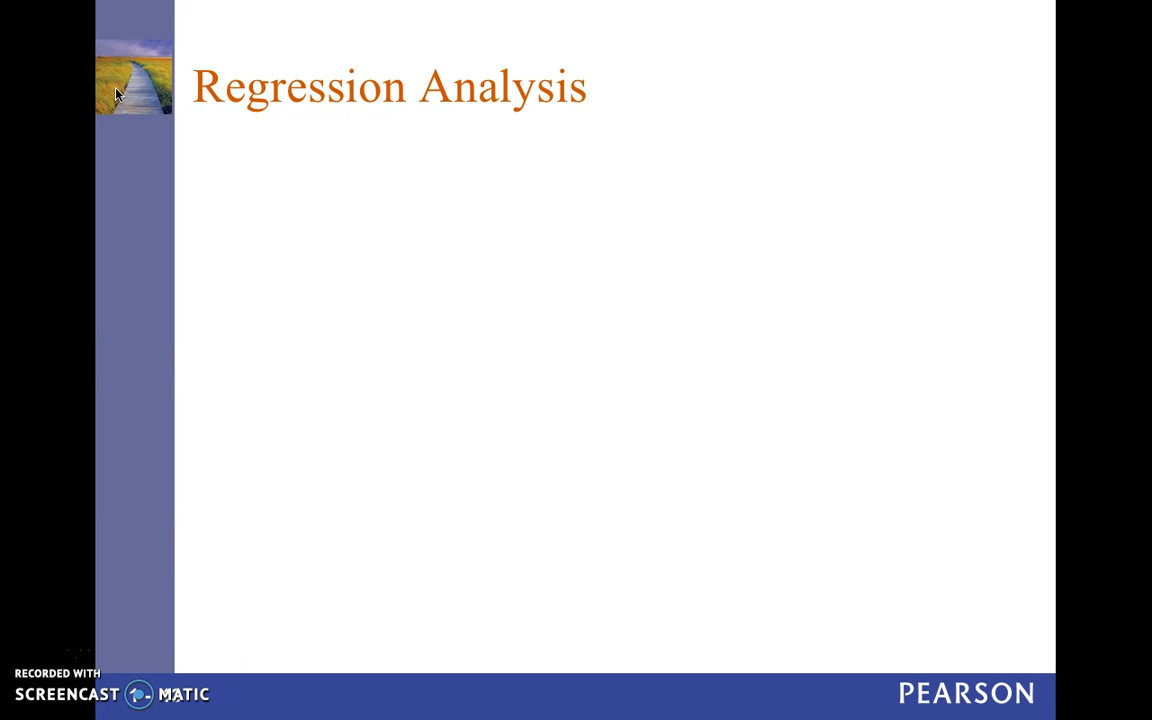 Regression Analysis
RECORDED WITH
SCREENCAST MATIC
PEARSON